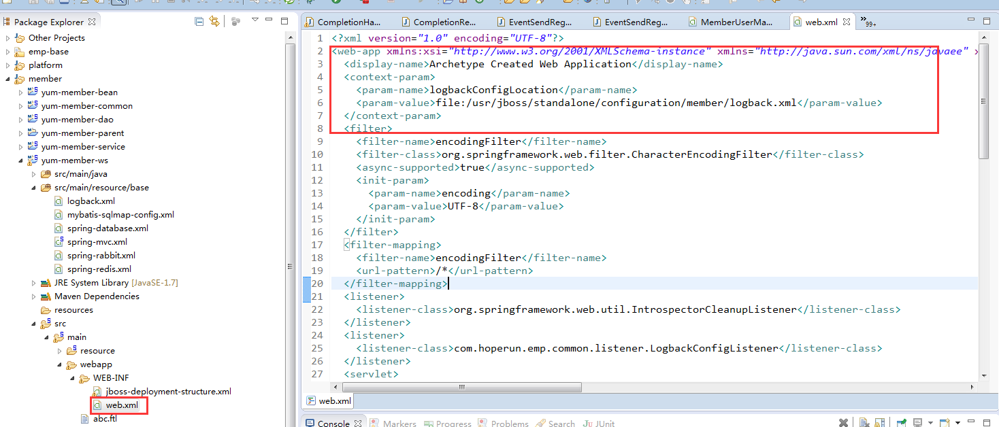 Package Explorer
Other Projects
emp-base
platform
member
yum-member-bean
yum-member-common
yum-member-dao
yum-member-parent
yum-member-service
yum-member-ws
src/main/java
src/main/resource/base
logback.xml
mybatis-sqlmap-config.xml
spring-database.xml
spring-mvc.xml
spring-rabbit.xml
spring-redis.xml
JRE System Library [JavaSE-1.7]
Maven Dependencies
resources
src
main
resource
webapp
WEB-INF
jboss-deployment-structure.xml
web.xml
abc.ftl
CompletionHa... CompletionRe... EventSendReg... EventSendReg... MemberUserMa... web.xml »99+
1 <?xml version="1.0" encoding="UTF-8"?>
2 <web-app xmlns:xsi="http://www.w3.org/2001/XMLSchema-instance" xmlns="http://java.sun.com/xml/ns/javaee"
3 <display-name>Archetype Created Web Application</display-name>
4 <context-param>
5 <param-name>logbackConfigLocation</param-name>
6 <param-value>file:/usr/jboss/standalone/configuration/member/logback.xml</param-value>
7 </context-param>
8 <filter>
9 <filter-name>encodingFilter</filter-name>
10 <filter-class>org.springframework.web.filter.CharacterEncodingFilter</filter-class>
11 <async-supported>true</async-supported>
12 <init-param>
13 <param-name>encoding</param-name>
14 <param-value>UTF-8</param-value>
15 </init-param>
16 </filter>
17 <filter-mapping>
18 <filter-name>encodingFilter</filter-name>
19 <url-pattern>/*</url-pattern>
20 </filter-mapping>
21 <listener>
22 <listener-class>org.springframework.web.util.IntrospectorCleanupListener</listener-class>
23 </listener>
24 <listener>
25 <listener-class>com.hoperun.emp.common.listener.LogbackConfigListener</listener-class>
26 </listener>
27 <servlet>
web.xml
Console Markers Progress Problems Search JUnit